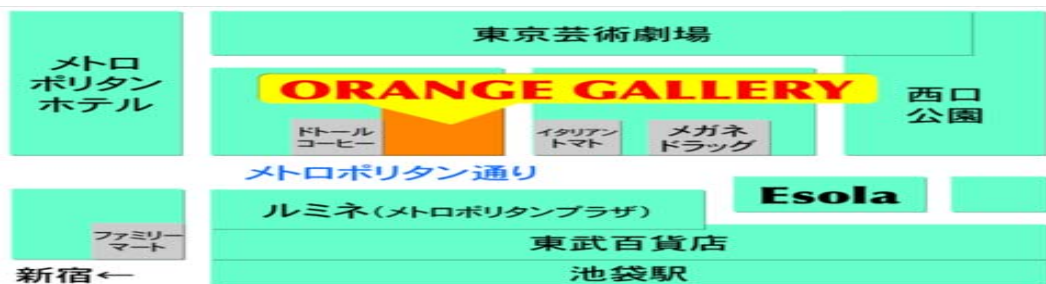 東京芸術劇場
メトロ
ポリタン
ホテル
ORANGE GALLERY
西口
公園
ドトール
コーヒー
イタリアン
トマト
メガネ
ドラッグ
メトロポリタン通り
Esola
ルミネ(メトロポリタンプラザ)
ファミリー
マート
東武百貨店
新宿←
池袋駅